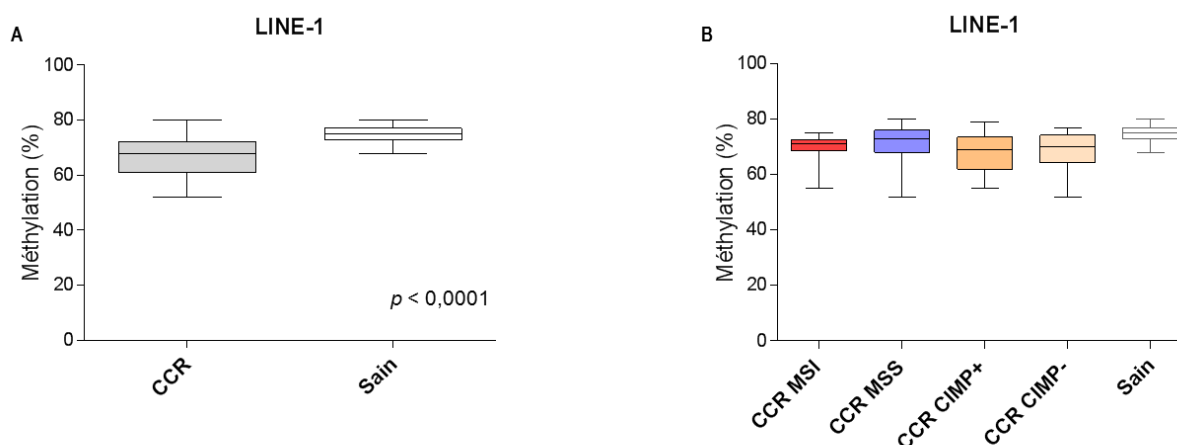 A
LINE-1
Méthylation (%)
100
80
60
40
20
0
p < 0,0001
CCR
Sain
B
LINE-1
Méthylation (%)
100
80
60
40
20
0
CCR MSI
CCR MSS
CCR CIMP+
CCR CIMP-
Sain